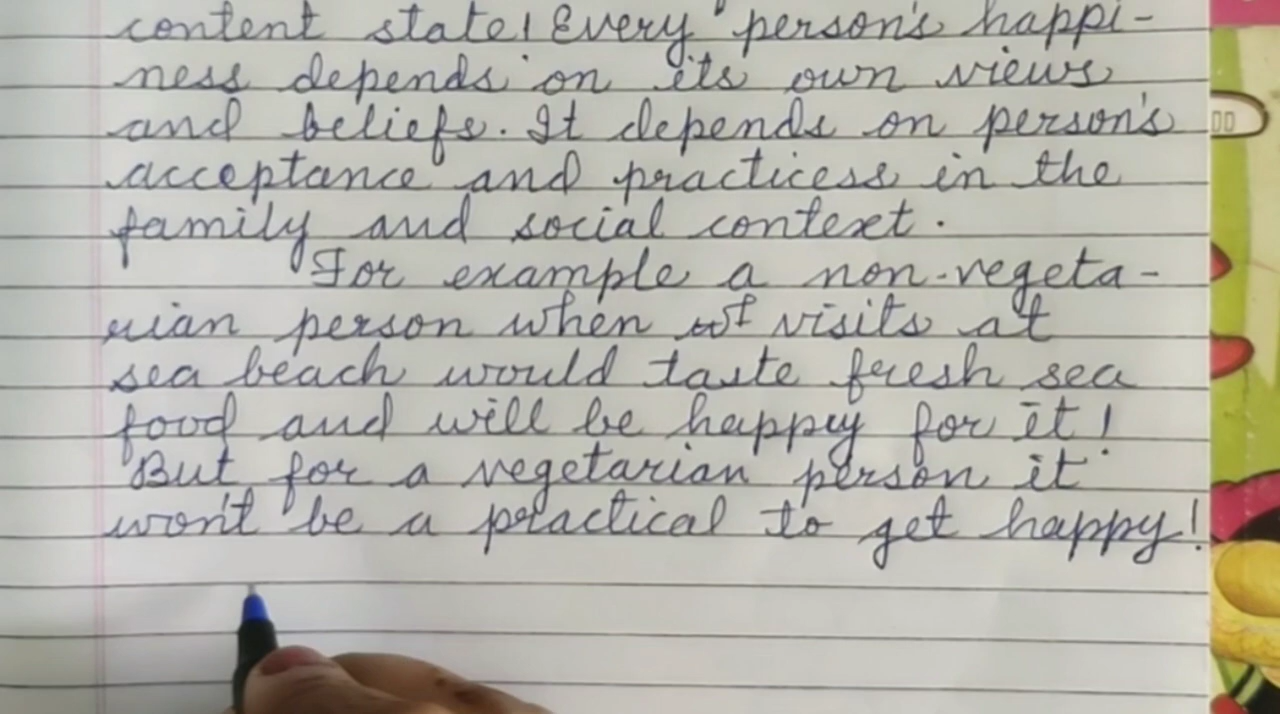 content state! Every person's happi-
ness depends on its own views
and beliefs. It depends on person's
acceptance and practicess in the
family and social context.
For example a non-vegeta-
rian person when visits at
sea beach would taste fresh sea
food and will be happy for it!
But for a vegetarian person it
won't be a practical to get happy!